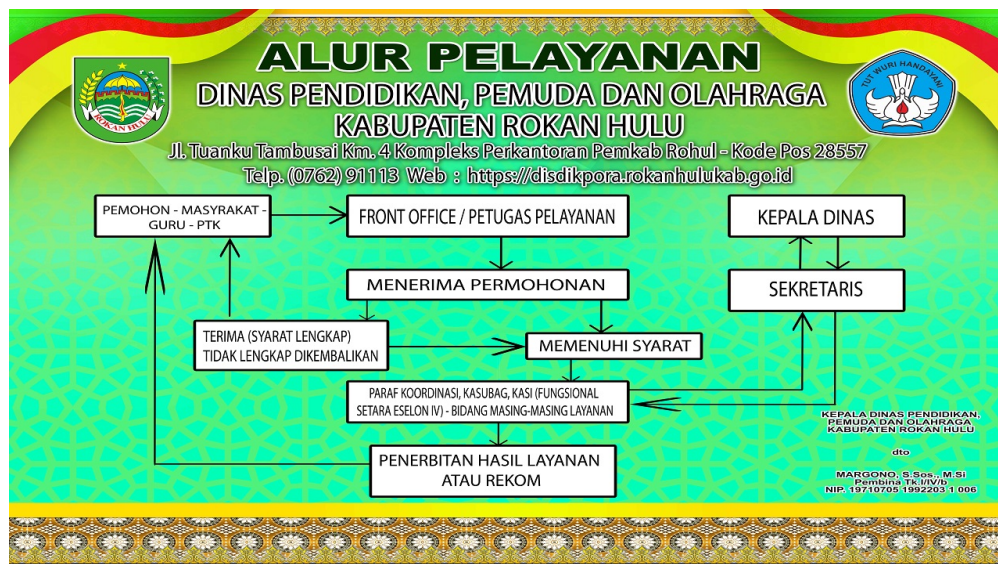 ALUR PELAYANAN
DINAS PENDIDIKAN, PEMUDA DAN OLAHRAGA
KABUPATEN ROKAN HULU
Jl. Tuanku Tambusai Km. 4 Kompleks Perkantoran Pemkab Rohul - Kode Pos 28557
Telp. (0762) 91113 Web : https://disdikpora.rokanhulukab.go.id
ROKAN HULU
TUT WURI HANDAYANI
PEMOHON - MASYRAKAT -
GURU - PTK
FRONT OFFICE / PETUGAS PELAYANAN
KEPALA DINAS
MENERIMA PERMOHONAN
SEKRETARIS
TERIMA (SYARAT LENGKAP)
TIDAK LENGKAP DIKEMBALIKAN
MEMENUHI SYARAT
PARAF KOORDINASI, KASUBAG, KASI (FUNGSIONAL
SETARA ESELON IV) - BIDANG MASING-MASING LAYANAN
PENERBITAN HASIL LAYANAN
ATAU REKOM
KEPALA DINAS PENDIDIKAN,
PEMUDA DAN OLAHRAGA
KABUPATEN ROKAN HULU
dto
MARGONO, S.Sos., M.Si
Pembina Tk.I/IV/b
NIP. 19710705 1992203 1 006